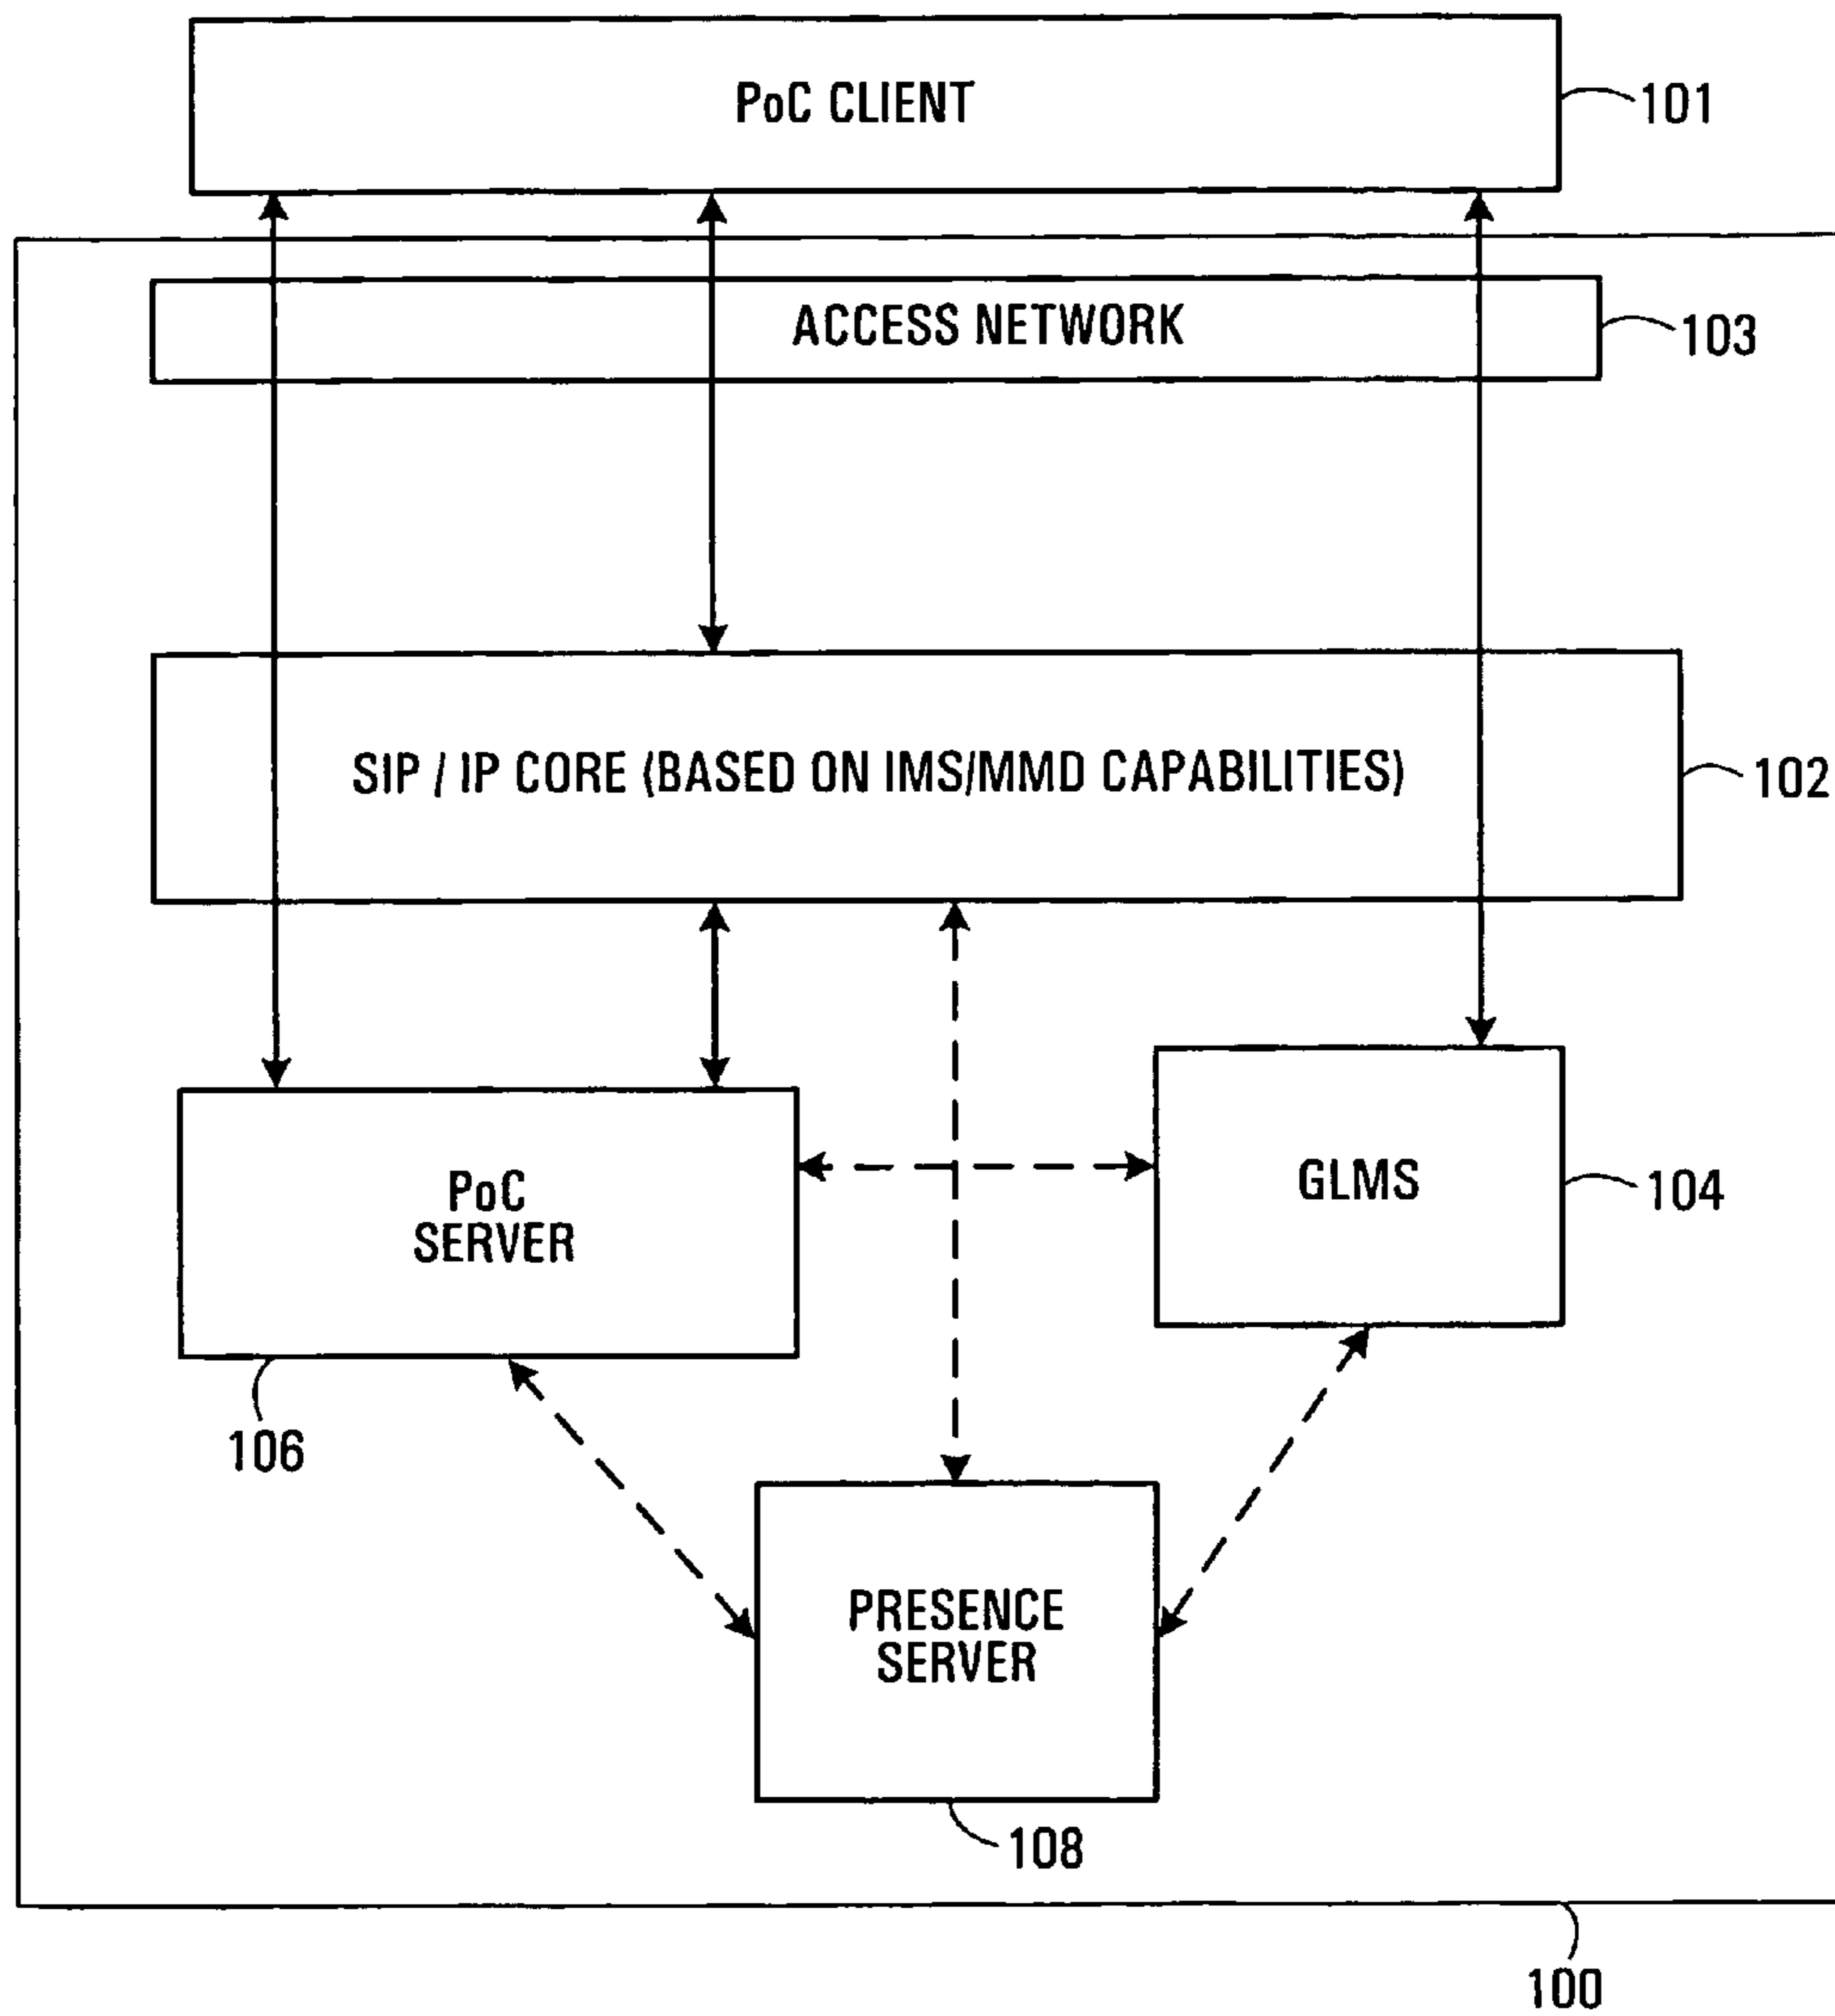 PoC CLIENT
101
ACCESS NETWORK
103
SIP / IP CORE (BASED ON IMS/MMD CAPABILITIES)
102
PoC
SERVER
GLMS
104
106
PRESENCE
SERVER
108
100